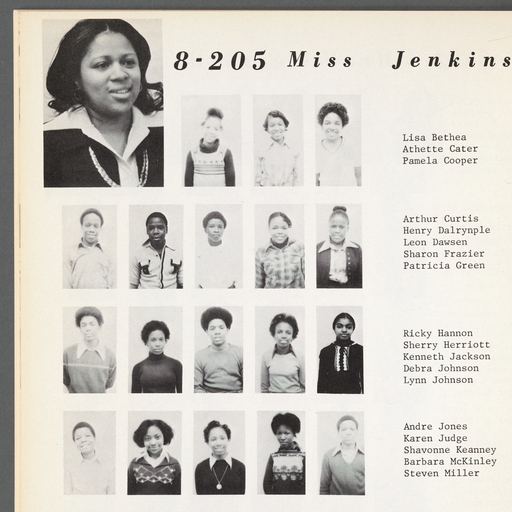 8-205 Miss Jenkins
Lisa Bethea
Athette Cater
Pamela Cooper
Arthur Curtis
Henry Dalrynple
Leon Dawsen
Sharon Frazier
Patricia Green
Ricky Hannon
Sherry Herriott
Kenneth Jackson
Debra Johnson
Lynn Johnson
Andre Jones
Karen Judge
Shavonne Keanney
Barbara McKinley
Steven Miller